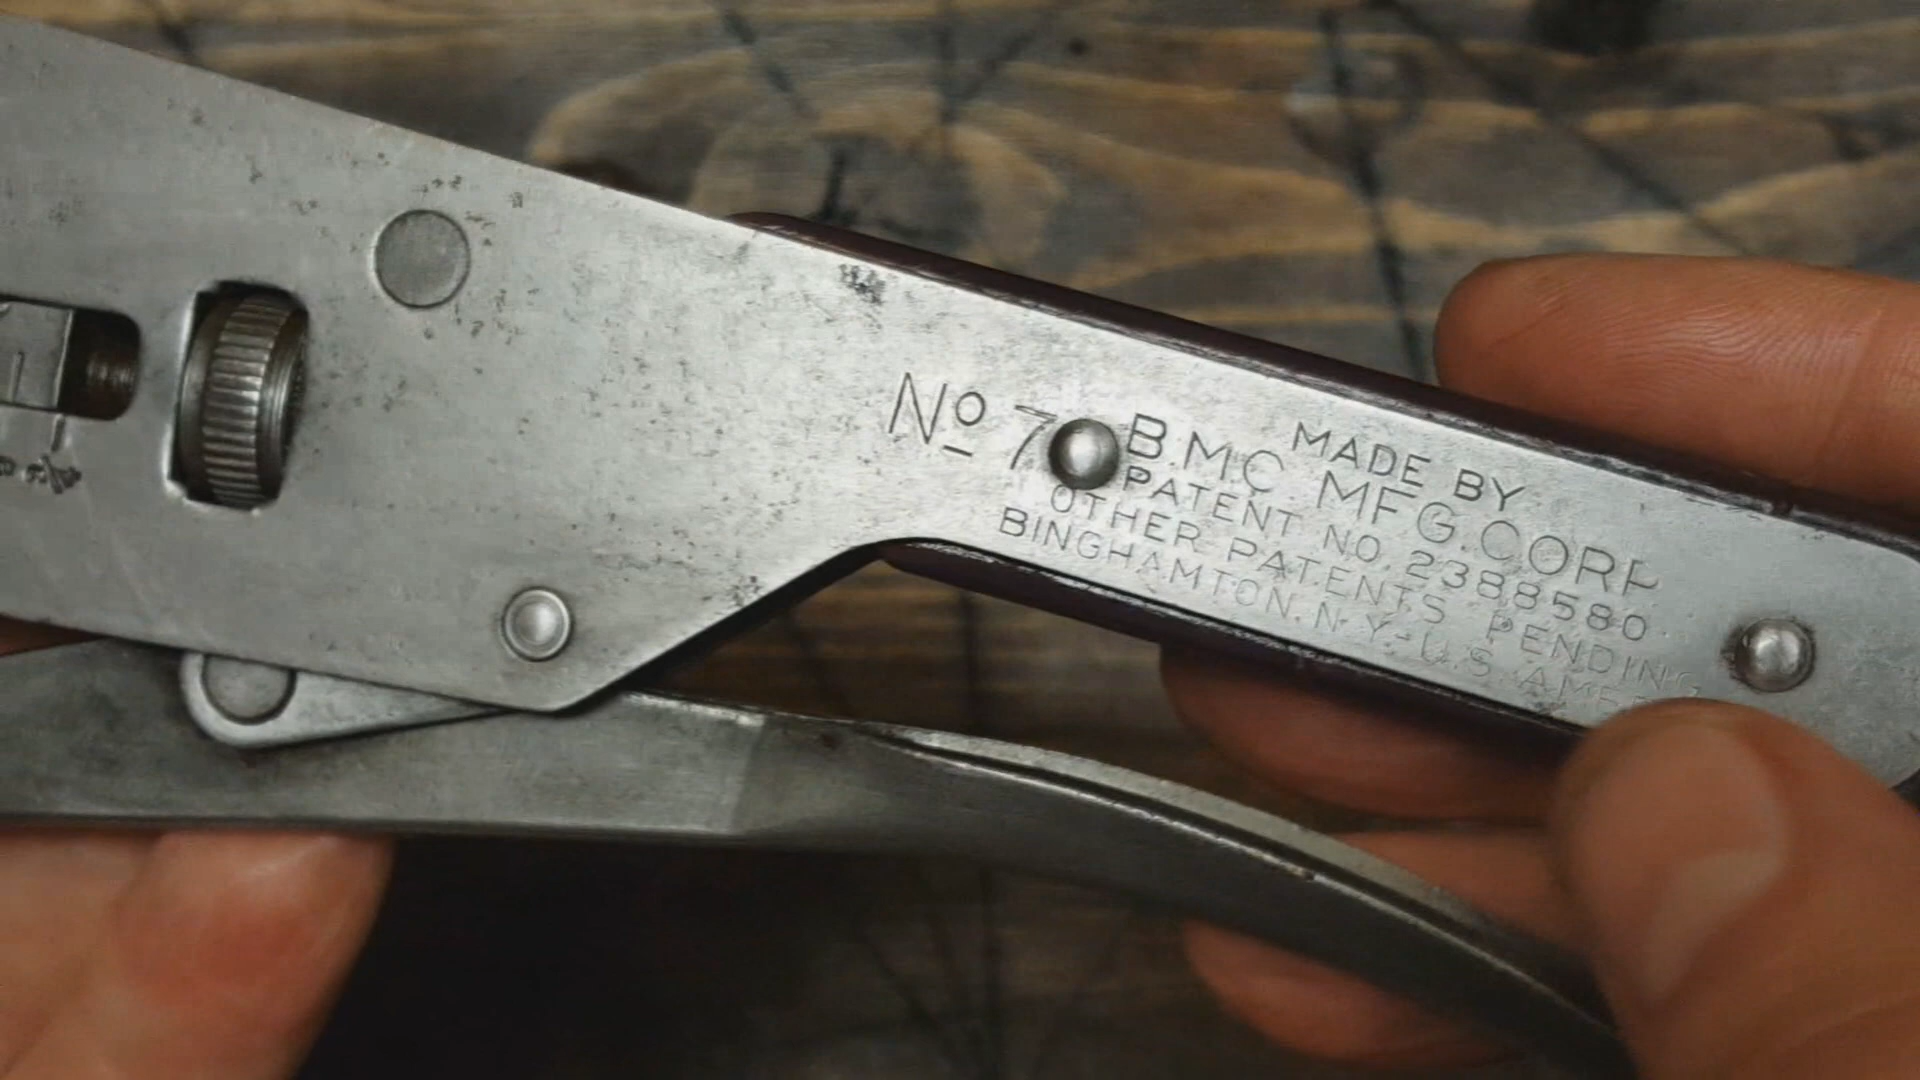 Nº 7
MADE BY
B.M.C. MFG. CORP.
PATENT NO. 2388580
OTHER PATENTS PENDING
BINGHAMTON, N.Y.- U.S.